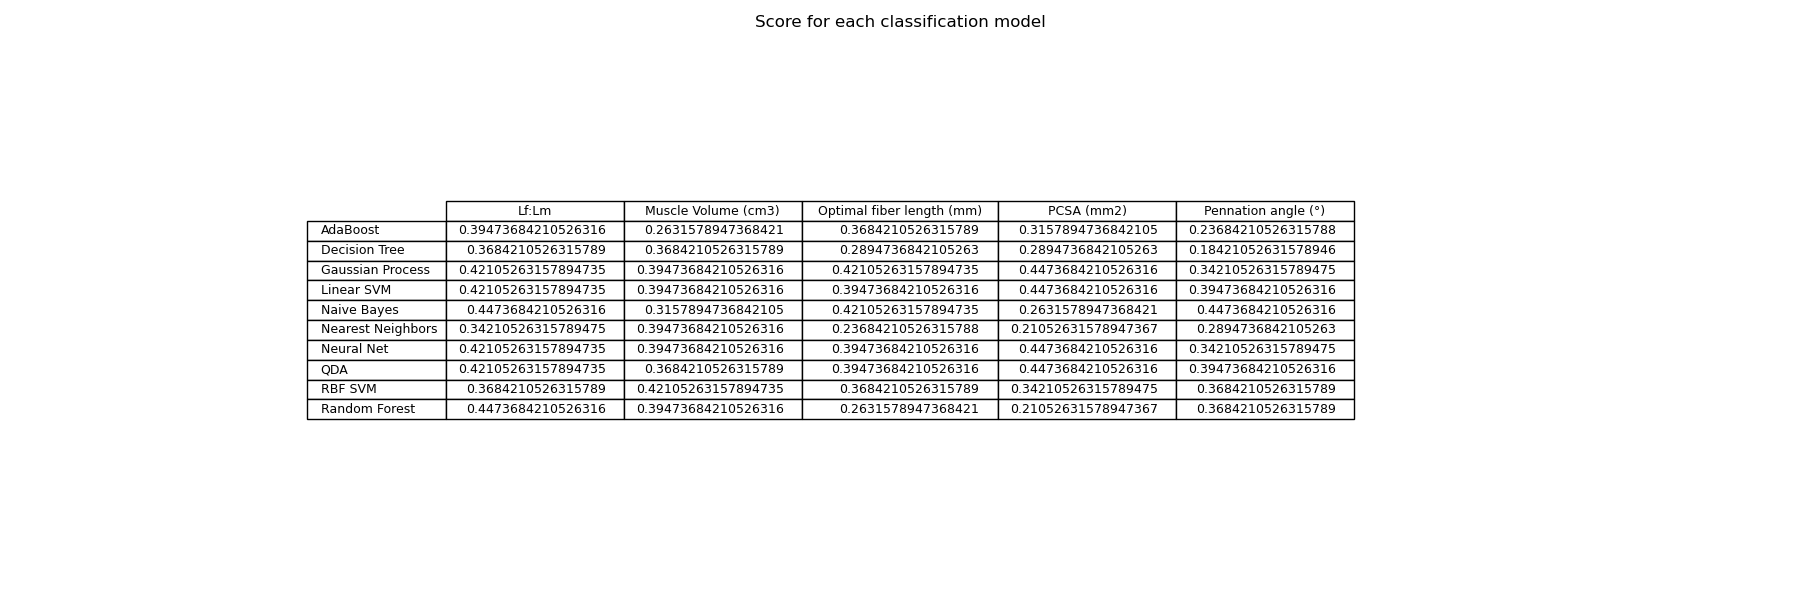 Score for each classification model
Lf:Lm Muscle Volume (cm3) Optimal fiber length (mm) PCSA (mm2) Pennation angle (°)
AdaBoost 0.39473684210526316 0.2631578947368421 0.3684210526315789 0.3157894736842105 0.23684210526315788
Decision Tree 0.3684210526315789 0.3684210526315789 0.2894736842105263 0.2894736842105263 0.18421052631578946
Gaussian Process 0.42105263157894735 0.39473684210526316 0.42105263157894735 0.4473684210526316 0.34210526315789475
Linear SVM 0.42105263157894735 0.39473684210526316 0.39473684210526316 0.4473684210526316 0.39473684210526316
Naive Bayes 0.4473684210526316 0.3157894736842105 0.42105263157894735 0.2631578947368421 0.4473684210526316
Nearest Neighbors 0.34210526315789475 0.39473684210526316 0.23684210526315788 0.21052631578947367 0.2894736842105263
Neural Net 0.42105263157894735 0.39473684210526316 0.39473684210526316 0.4473684210526316 0.34210526315789475
QDA 0.42105263157894735 0.3684210526315789 0.39473684210526316 0.4473684210526316 0.39473684210526316
RBF SVM 0.3684210526315789 0.42105263157894735 0.3684210526315789 0.34210526315789475 0.3684210526315789
Random Forest 0.4473684210526316 0.39473684210526316 0.2631578947368421 0.21052631578947367 0.3684210526315789